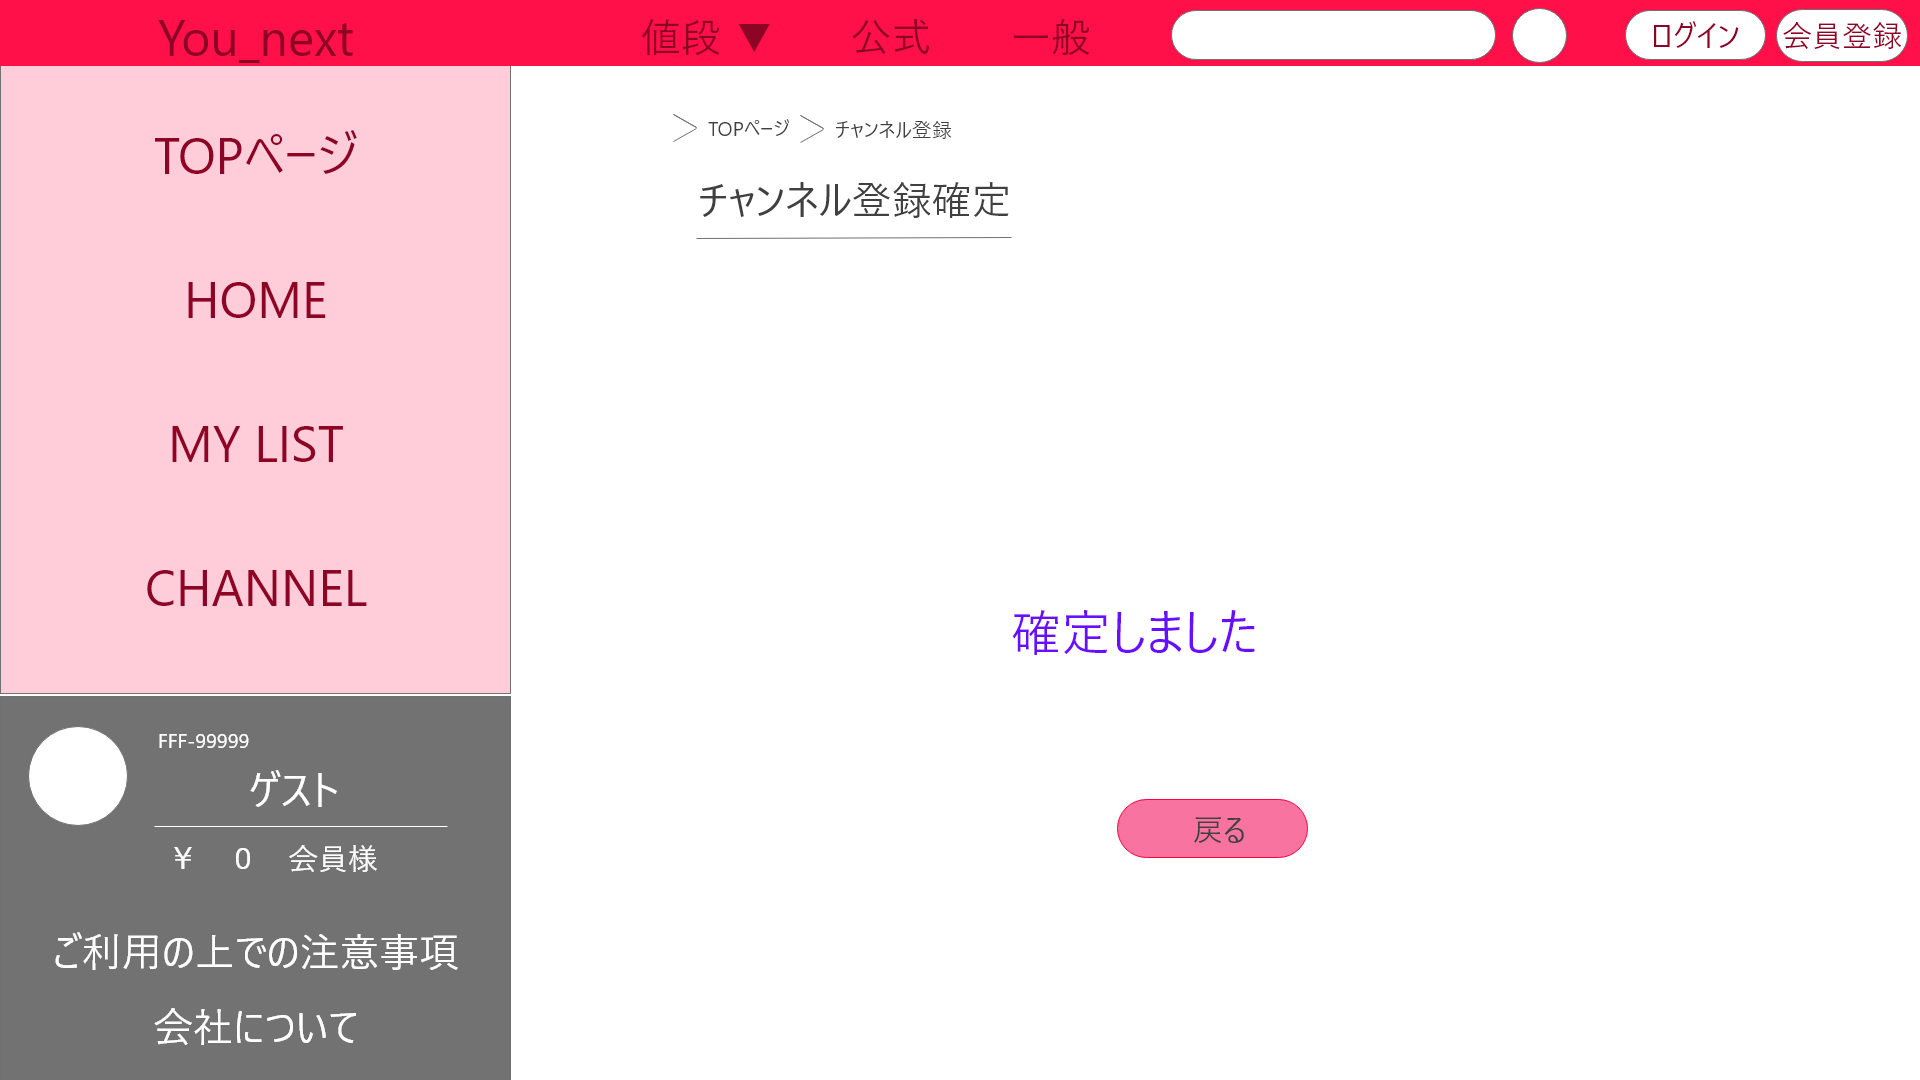 You_next 値段 ▼ 公式 一般 ログイン 会員登録
TOPページ
HOME
MY LIST
CHANNEL
FFF-99999
ゲスト
¥ 0 会員様
ご利用の上での注意事項
会社について
＞ TOPページ ＞ チャンネル登録
チャンネル登録確定
確定しました
戻る